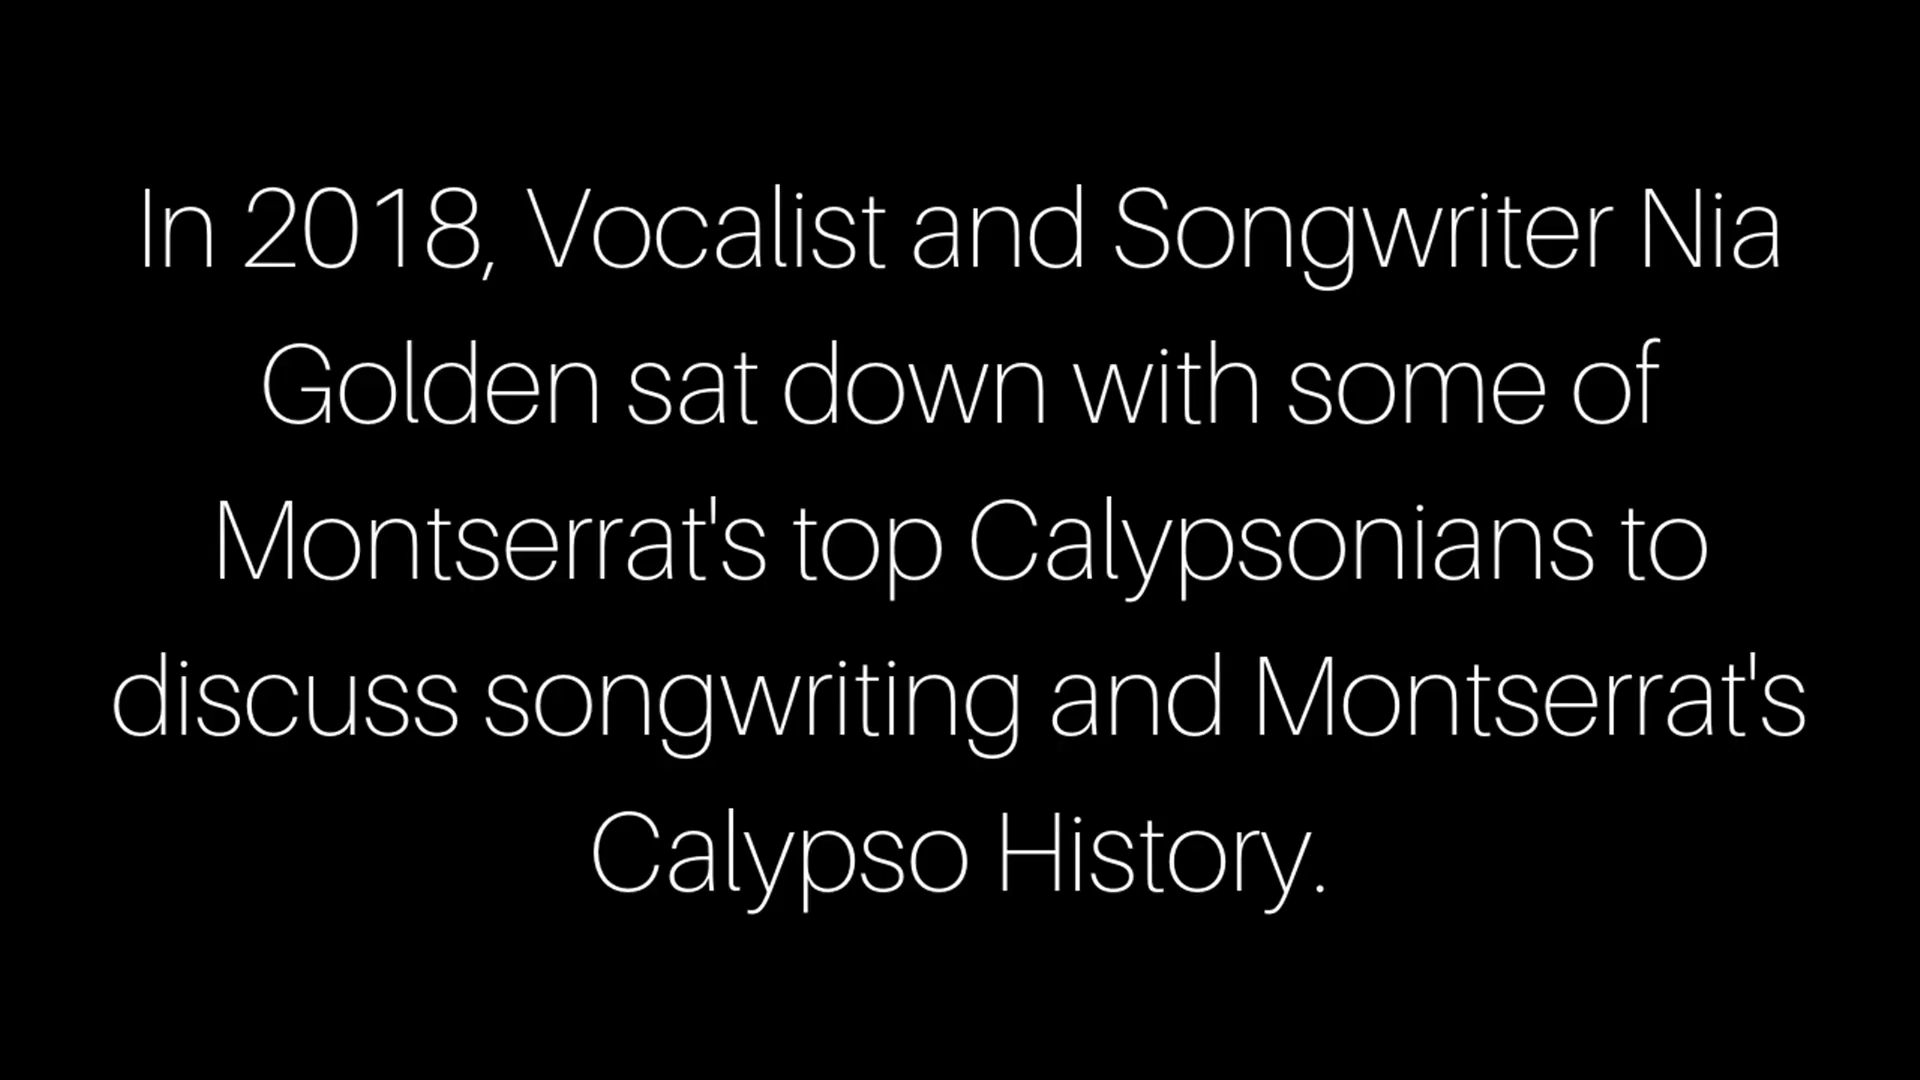 In 2018, Vocalist and Songwriter Nia
Golden sat down with some of
Montserrat's top Calypsonians to
discuss songwriting and Montserrat's
Calypso History.